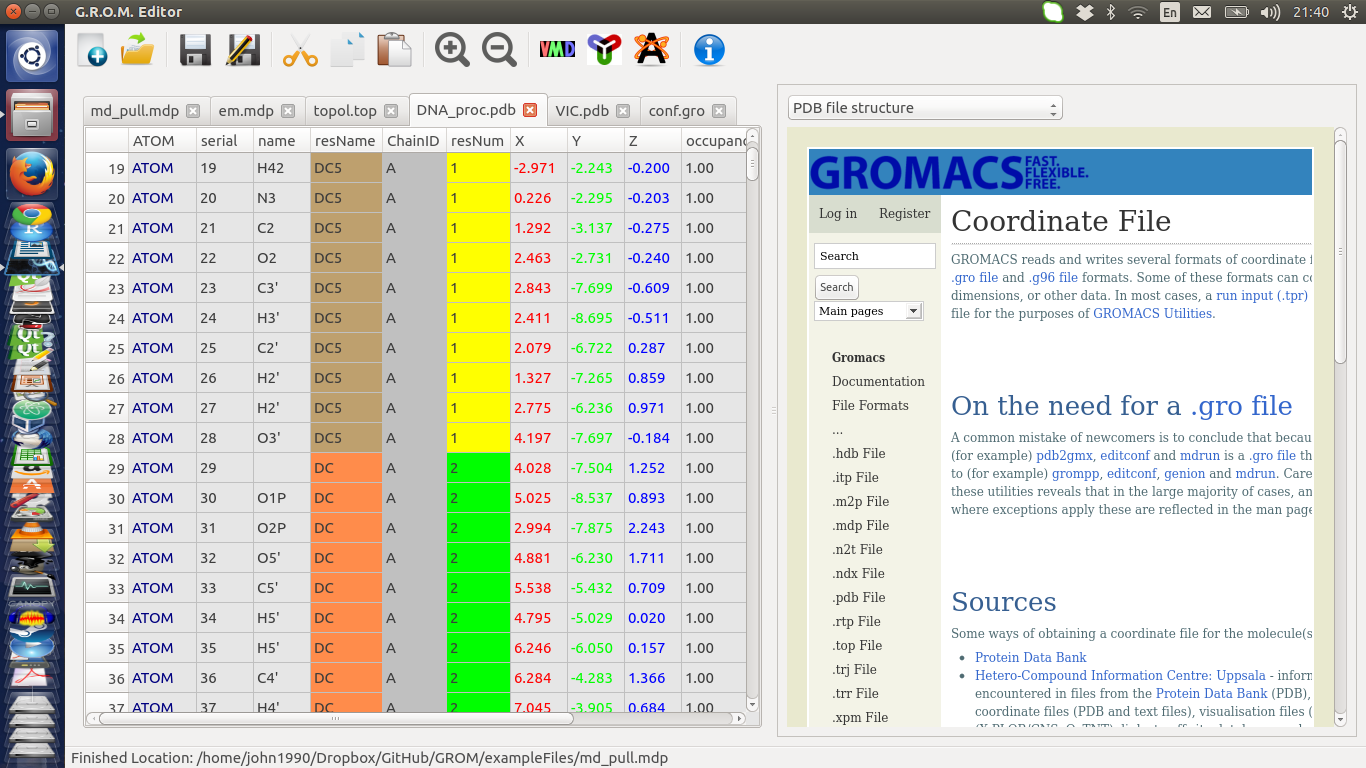 G.R.O.M. Editor
En
21:40
VMD
md_pull.mdp em.mdp topol.top DNA_proc.pdb VIC.pdb conf.gro
ATOM serial name resName ChainID resNum X Y Z occupanc
19 ATOM 19 H42 DC5 A 1 -2.971 -2.243 -0.200 1.00
20 ATOM 20 N3 DC5 A 1 0.226 -2.295 -0.203 1.00
21 ATOM 21 C2 DC5 A 1 1.292 -3.137 -0.275 1.00
22 ATOM 22 O2 DC5 A 1 2.463 -2.731 -0.240 1.00
23 ATOM 23 C3' DC5 A 1 2.843 -7.699 -0.609 1.00
24 ATOM 24 H3' DC5 A 1 2.411 -8.695 -0.511 1.00
25 ATOM 25 C2' DC5 A 1 2.079 -6.722 0.287 1.00
26 ATOM 26 H2' DC5 A 1 1.327 -7.265 0.859 1.00
27 ATOM 27 H2' DC5 A 1 2.775 -6.236 0.971 1.00
28 ATOM 28 O3' DC5 A 1 4.197 -7.697 -0.184 1.00
29 ATOM 29 DC A 2 4.028 -7.504 1.252 1.00
30 ATOM 30 O1P DC A 2 5.025 -8.537 0.893 1.00
31 ATOM 31 O2P DC A 2 2.994 -7.875 2.243 1.00
32 ATOM 32 O5' DC A 2 4.881 -6.230 1.711 1.00
33 ATOM 33 C5' DC A 2 5.538 -5.432 0.709 1.00
34 ATOM 34 H5' DC A 2 4.795 -5.029 0.020 1.00
35 ATOM 35 H5' DC A 2 6.246 -6.050 0.157 1.00
36 ATOM 36 C4' DC A 2 6.284 -4.283 1.366 1.00
37 ATOM 37 H4' DC A 2 7.045 -3.905 0.684 1.00
PDB file structure
GROMACS FAST. FLEXIBLE. FREE.
Log in Register
Search
Search
Main pages
Gromacs
Documentation
File Formats
...
.hdb File
.itp File
.m2p File
.mdp File
.n2t File
.ndx File
.pdb File
.rtp File
.top File
.trj File
.trr File
.xpm File
Coordinate File
GROMACS reads and writes several formats of coordinate f
.gro file and .g96 file formats. Some of these formats can co
dimensions, or other data. In most cases, a run input (.tpr)
file for the purposes of GROMACS Utilities.
On the need for a .gro file
A common mistake of newcomers is to conclude that becau
(for example) pdb2gmx, editconf and mdrun is a .gro file th
to (for example) grompp, editconf, genion and mdrun. Care
these utilities reveals that in the large majority of cases, an
where exceptions apply these are reflected in the man page
Sources
Some ways of obtaining a coordinate file for the molecule(s
Protein Data Bank
Hetero-Compound Information Centre: Uppsala - inforn
encountered in files from the Protein Data Bank (PDB),
coordinate files (PDB and text files), visualisation files (
Finished Location: /home/john1990/Dropbox/GitHub/GROM/exampleFiles/md_pull.mdp